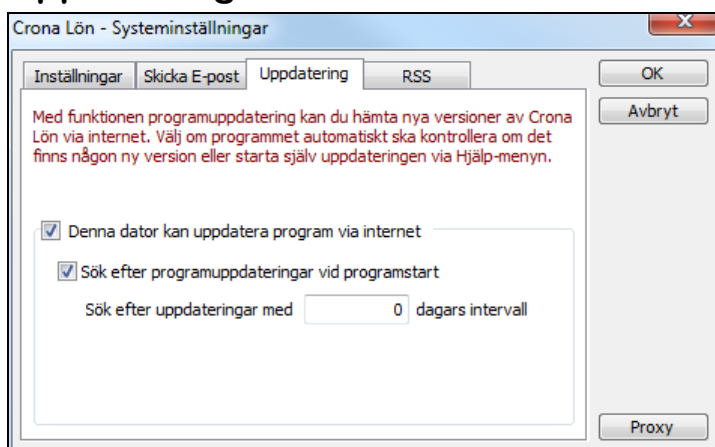 Crona Lön - Systeminställningar
Inställningar
Skicka E-post
Uppdatering
RSS
OK
Avbryt
Med funktionen programuppdatering kan du hämta nya versioner av Crona
Lön via internet. Välj om programmet automatiskt ska kontrollera om det
finns någon ny version eller starta själv uppdateringen via Hjälp-menyn.
Denna dator kan uppdatera program via internet
Sök efter programuppdateringar vid programstart
Sök efter uppdateringar med 0 dagars intervall
Proxy